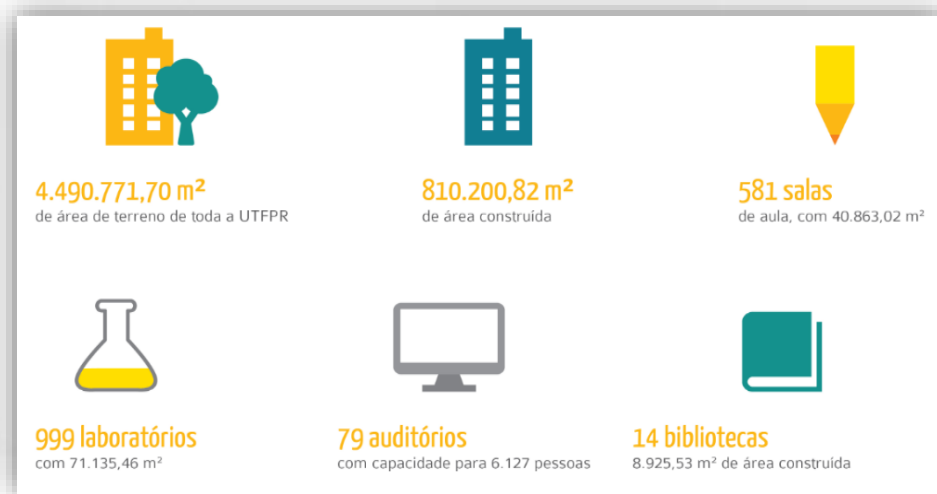 4.490.771,70 m²
de área de terreno de toda a UTFPR
810.200,82 m²
de área construída
581 salas
de aula, com 40.863,02 m²
999 laboratórios
com 71.135,46 m²
79 auditórios
com capacidade para 6.127 pessoas
14 bibliotecas
8.925,53 m² de área construída